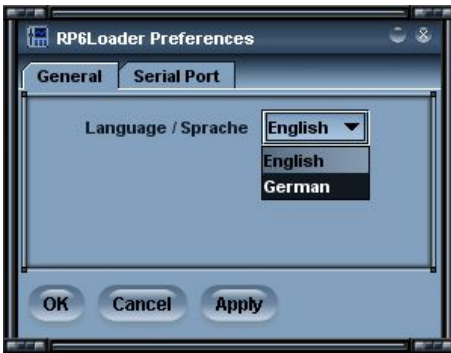 RP6Loader Preferences
General Serial Port
Language / Sprache English
English
German
OK Cancel Apply